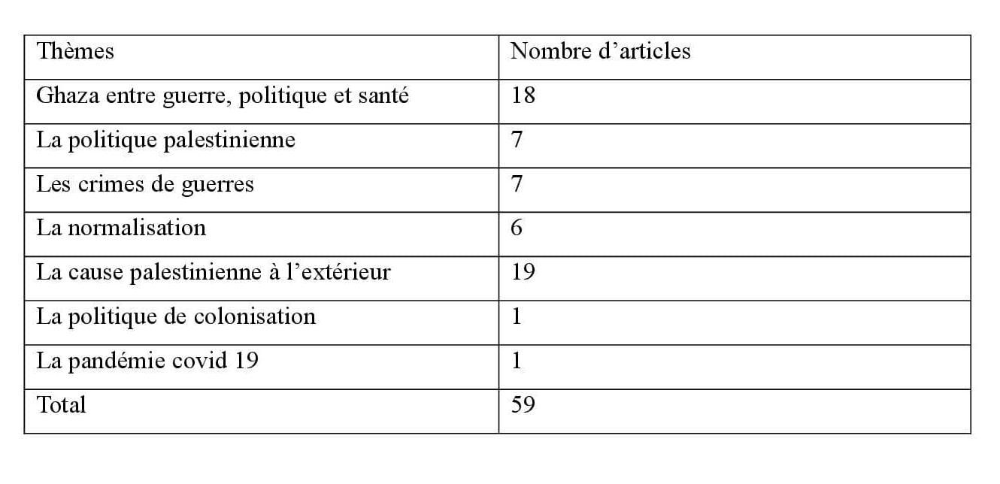 Thèmes Nombre d’articles
Ghaza entre guerre, politique et santé 18
La politique palestinienne 7
Les crimes de guerres 7
La normalisation 6
La cause palestinienne à l’extérieur 19
La politique de colonisation 1
La pandémie covid 19 1
Total 59